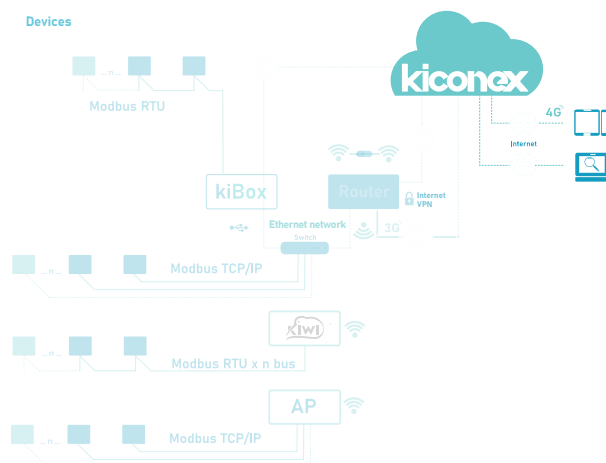 Devices
kiconex
... n ...
Modbus RTU
4G
Internet
kiBox
Router
Internet
VPN
Ethernet network
3G
Switch
... n ...
Modbus TCP/IP
kiwi
... n ...
Modbus RTU x n bus
AP
... n ...
Modbus TCP/IP